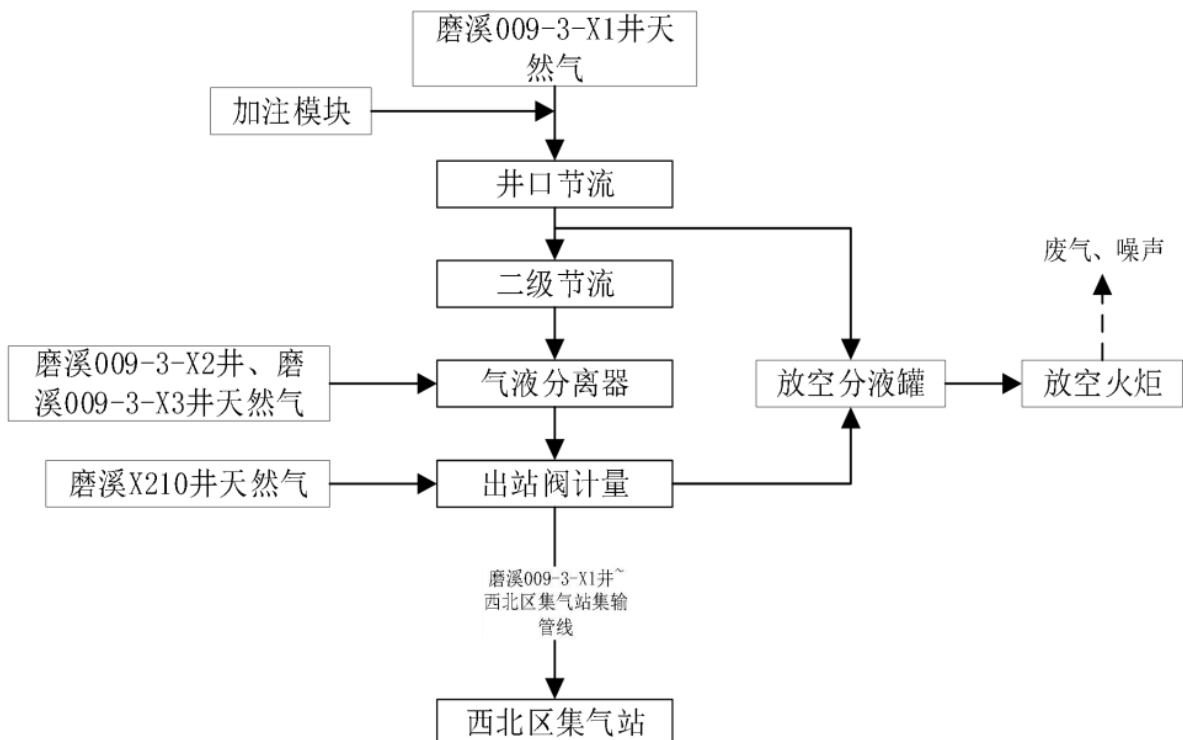 磨溪009-3-X1井天
然气
加注模块
井口节流
二级节流
废气、噪声
磨溪009-3-X2井、磨
溪009-3-X3井天然气
气液分离器
放空分液罐
放空火炬
磨溪X210井天然气
出站阀计量
磨溪009-3-X1井~
西北区集气站集输
管线
西北区集气站